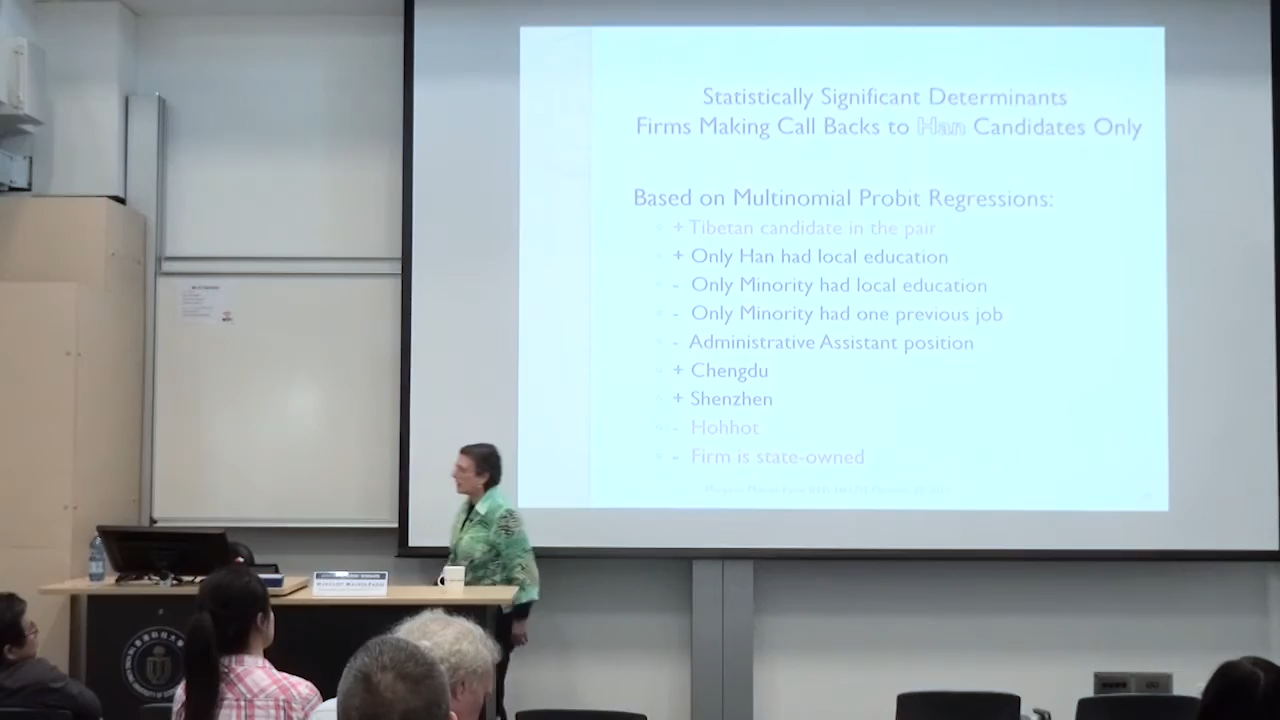 Statistically Significant Determinants
Firms Making Call Backs to Han Candidates Only
Based on Multinomial Probit Regressions:
+ Tibetan candidate in the pair
+ Only Han had local education
- Only Minority had local education
- Only Minority had one previous job
- Administrative Assistant position
+ Chengdu
+ Shenzhen
- Hohhot
- Firm is state-owned